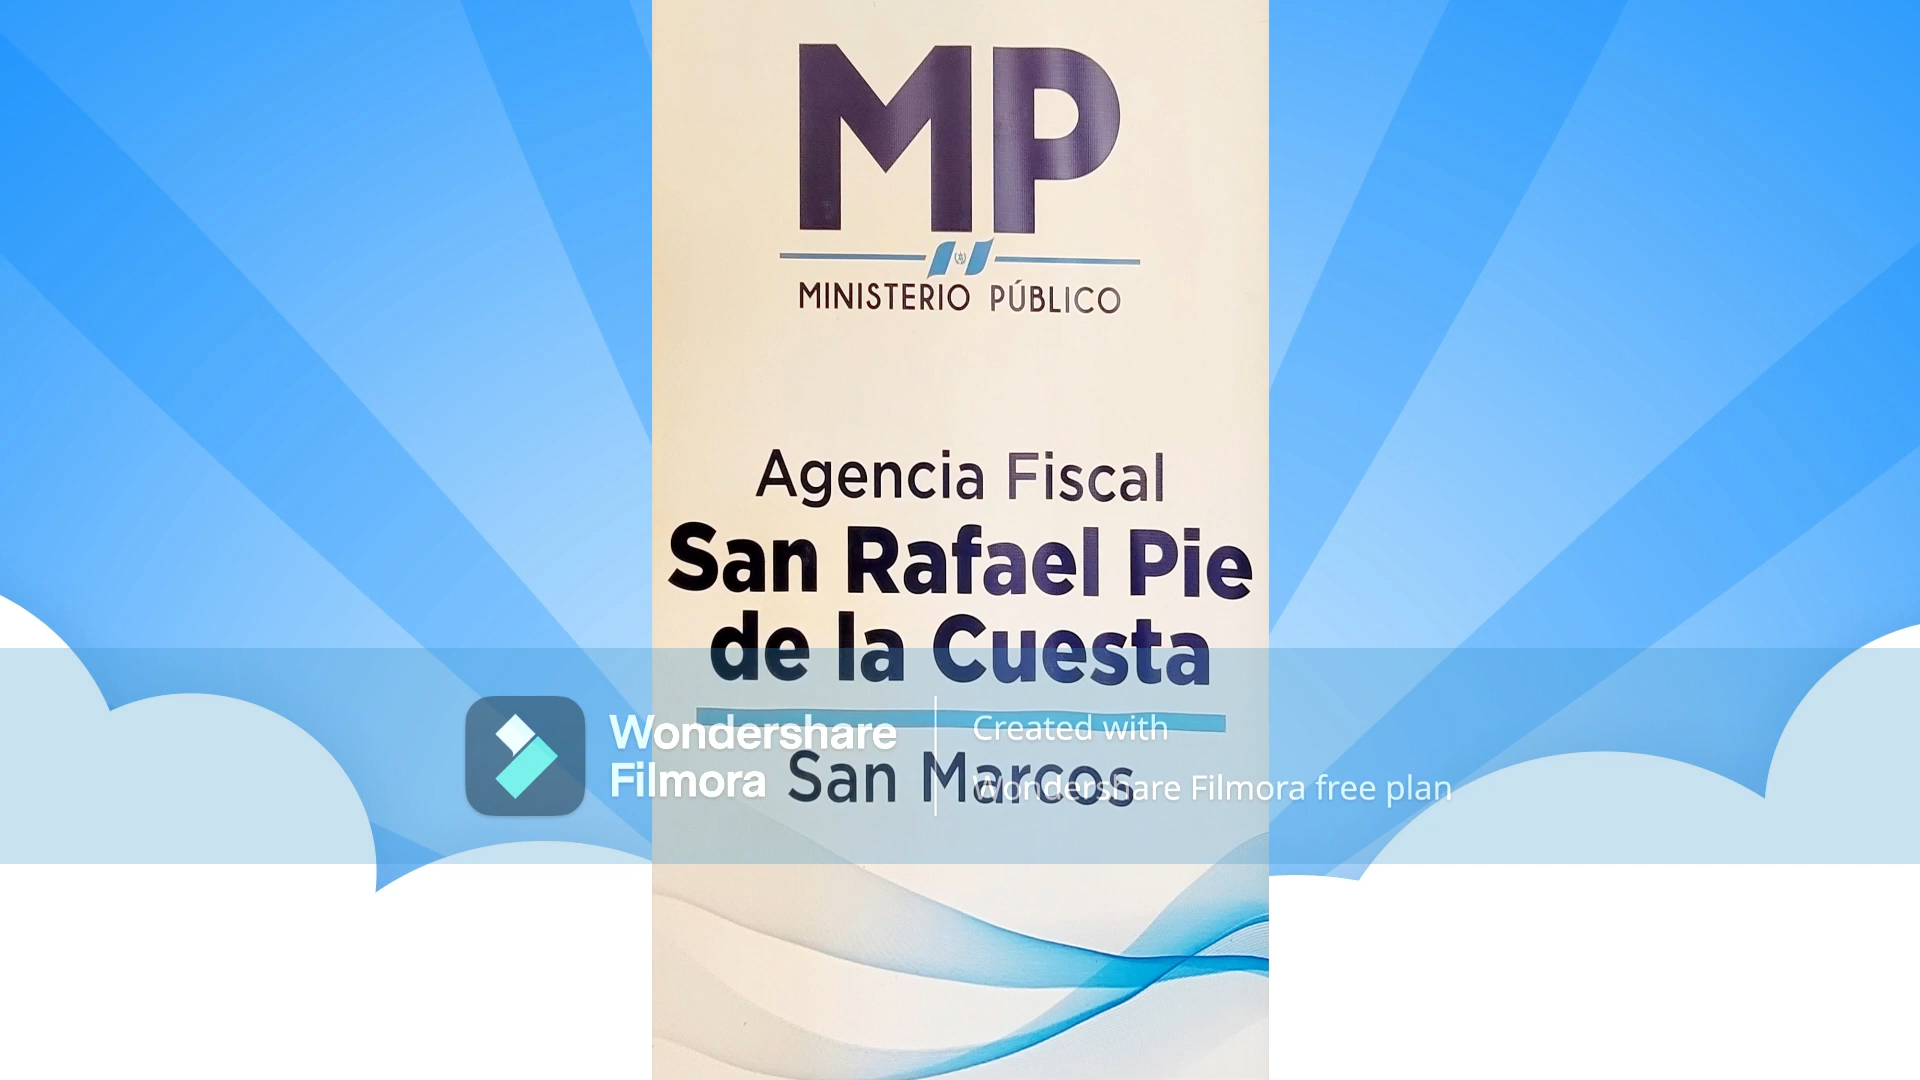 MP
MINISTERIO PÚBLICO
Agencia Fiscal
San Rafael Pie
de la Cuesta
San Marcos
Wondershare
Filmora
Created with
Wondershare Filmora free plan